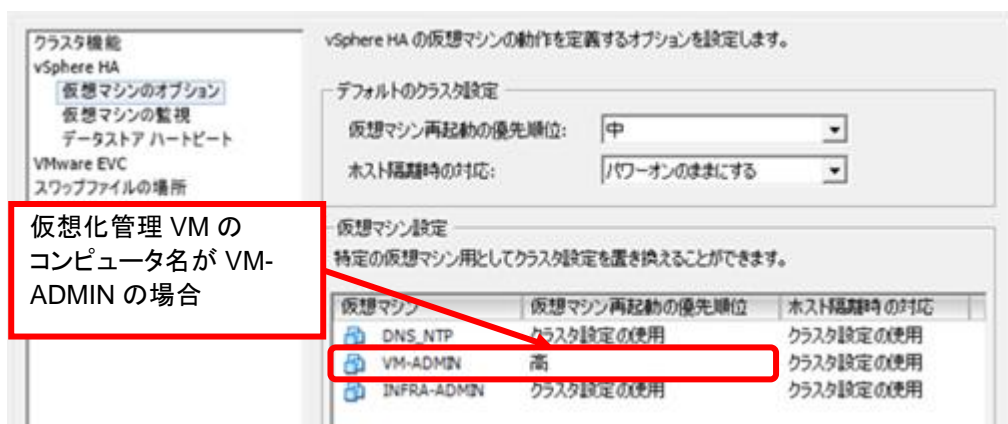 クラスタ機能
vSphere HA
仮想マシンのオプション
仮想マシンの監視
データストア ハートビート
VMware EVC
スワップファイルの場所
仮想化管理 VM の
コンピュータ名が VM-
ADMIN の場合
vSphere HA の仮想マシンの動作を定義するオプションを設定します。
デフォルトのクラスタ設定
仮想マシン再起動の優先順位: 中
ホスト隔離時の対応: パワーオンのままにする
仮想マシン設定
特定の仮想マシン用としてクラスタ設定を置き換えることができます。
仮想マシン 仮想マシン再起動の優先順位 ホスト隔離時の対応
DNS_NTP クラスタ設定の使用 クラスタ設定の使用
VM-ADMIN 高 クラスタ設定の使用
INFRA-ADMIN クラスタ設定の使用 クラスタ設定の使用